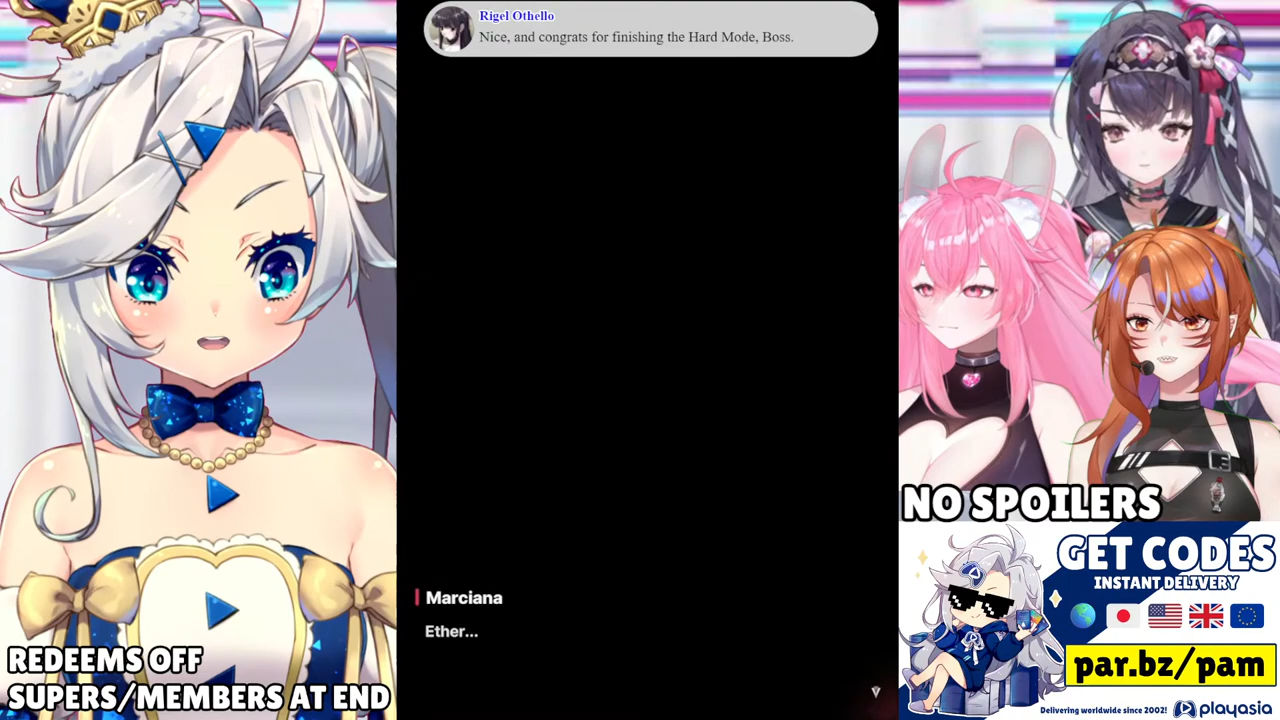 Rigel Othello
Nice, and congrats for finishing the Hard Mode, Boss.
Marciana
Ether...
REDEEMS OFF
SUPERS/MEMBERS AT END
NO SPOILERS
GET CODES
INSTANT DELIVERY
par.bz/pam
Delivering worldwide since 2002!
playasia